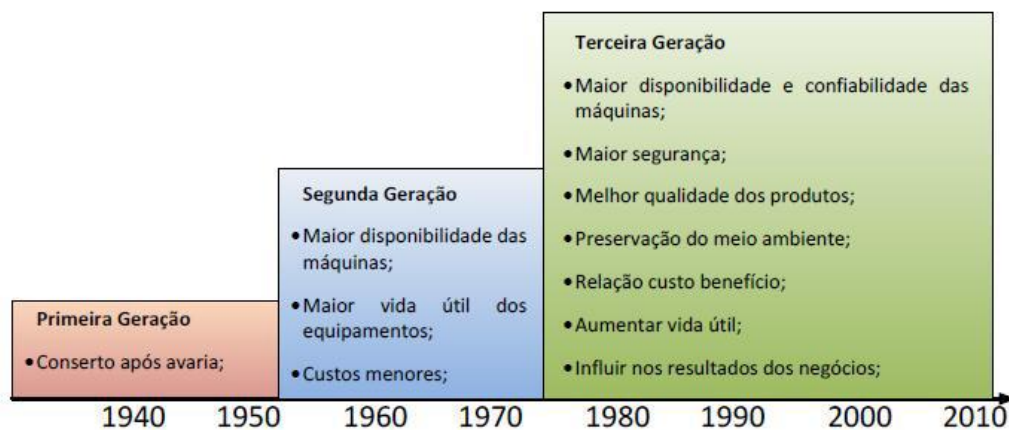 Primeira Geração
•Conserto após avaria;
Segunda Geração
•Maior disponibilidade das
máquinas;
•Maior vida útil dos
equipamentos;
•Custos menores;
Terceira Geração
•Maior disponibilidade e confiabilidade das
máquinas;
•Maior segurança;
•Melhor qualidade dos produtos;
•Preservação do meio ambiente;
•Relação custo benefício;
•Aumentar vida útil;
•Influir nos resultados dos negócios;
1940 1950 1960 1970 1980 1990 2000 2010